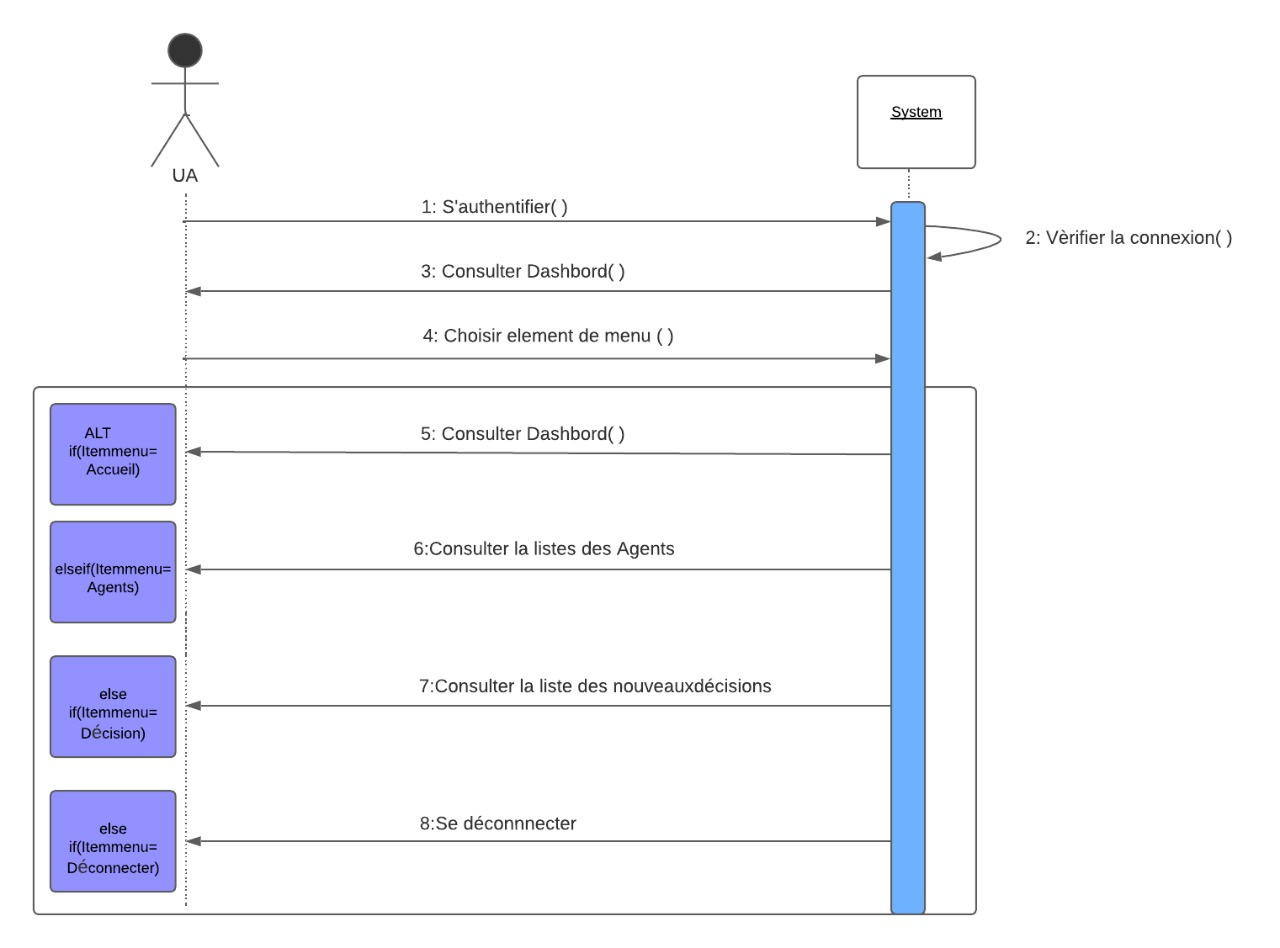 System
UA
1: S'authentifier( )
2: Vèrifier la connexion( )
3: Consulter Dashbord( )
4: Choisir element de menu ( )
ALT
if(Itemmenu=
Accueil)
5: Consulter Dashbord( )
elseif(Itemmenu=
Agents)
6:Consulter la listes des Agents
else
if(Itemmenu=
Décision)
7:Consulter la liste des nouveauxdécisions
else
if(Itemmenu=
Déconnecter)
8:Se déconnnecter